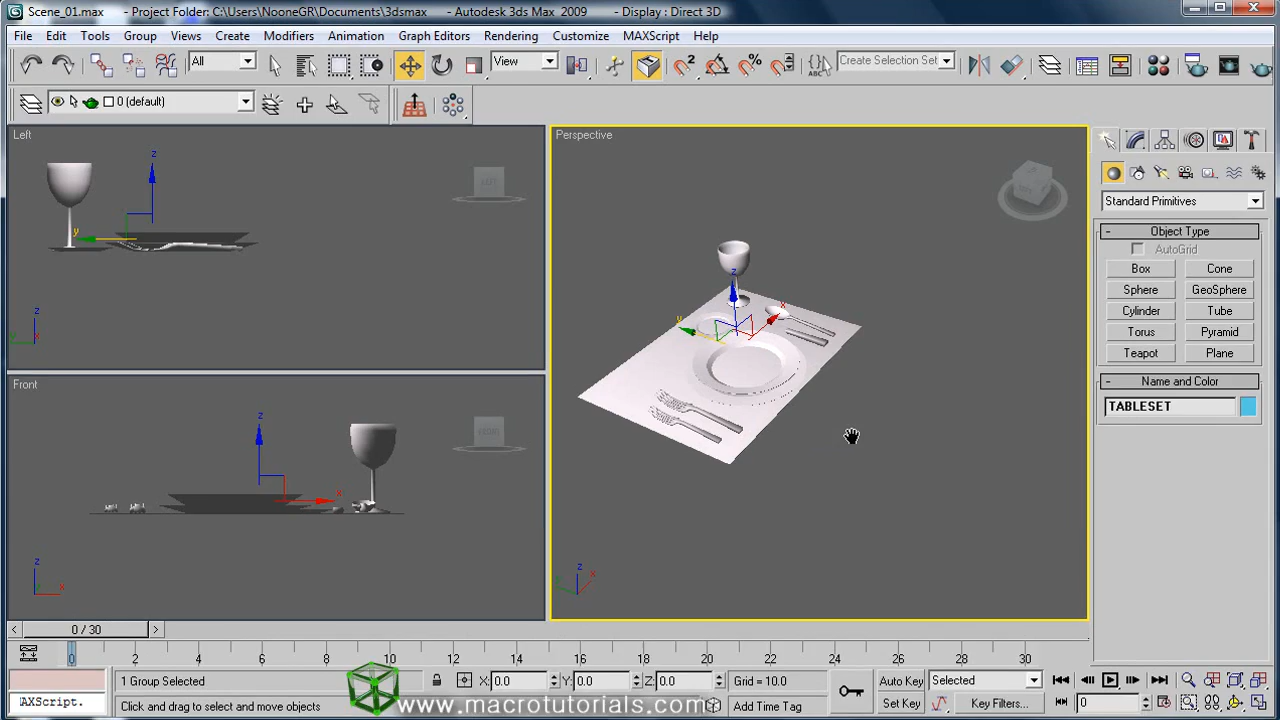 Scene_01.max - Project Folder: C:\Users\NooneGR\Documents\3dsmax - Autodesk 3ds Max 2009 - Display : Direct 3D
File Edit Tools Group Views Create Modifiers Animation Graph Editors Rendering Customize MAXScript Help
All View Create Selection Set
0 (default)
Left
z
y
LEFT
z
x
Front
z
x
FRONT
z
x
Perspective
z
x
y
z
x
Standard Primitives
- Object Type
AutoGrid
Box Cone
Sphere GeoSphere
Cylinder Tube
Torus Pyramid
Teapot Plane
- Name and Color
TABLESET
< 0 / 30 >
0 2 4 6 8 10 12 14 16 18 20 22 24 26 28 30
1 Group Selected X: 0.0 Y: 0.0 Z: 0.0 Grid = 10.0 Auto Key Selected
AXScript. Click and drag to select and move objects Add Time Tag Set Key Key Filters... 0
www.macrotutorials.com